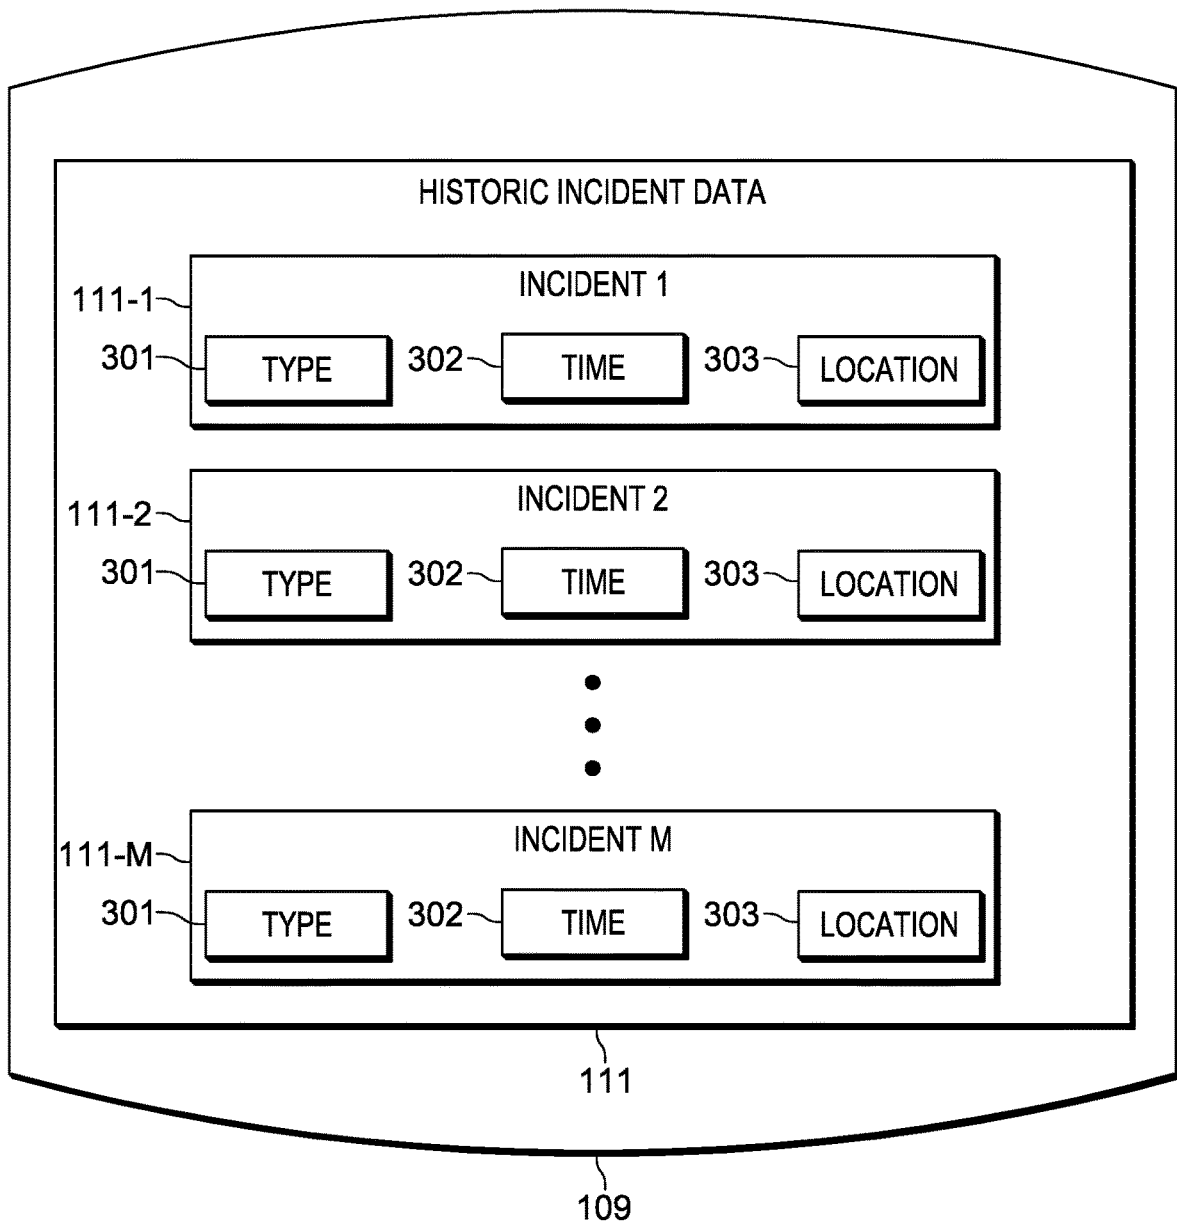 HISTORIC INCIDENT DATA
INCIDENT 1
111-1
301 TYPE 302 TIME 303 LOCATION
INCIDENT 2
111-2
301 TYPE 302 TIME 303 LOCATION
INCIDENT M
111-M
301 TYPE 302 TIME 303 LOCATION
111
109